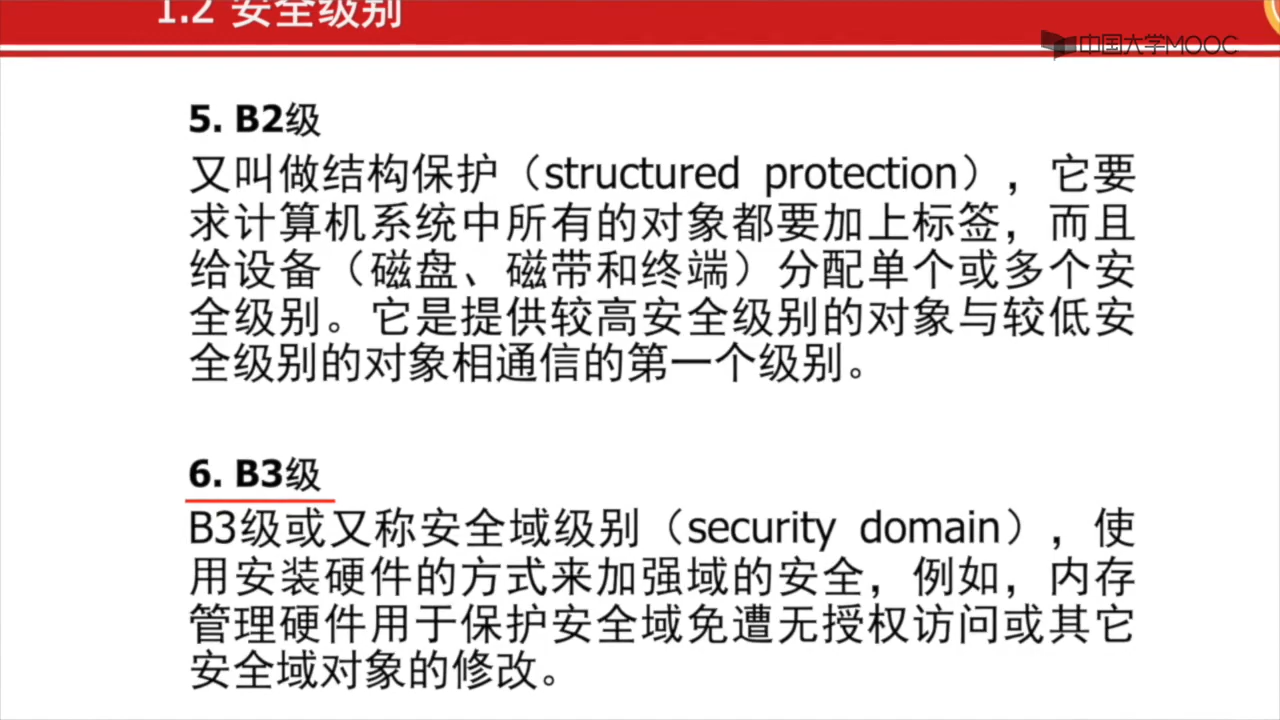 1.2 安全级别
中国大学MOOC
5. B2级
又叫做结构保护（structured protection），它要
求计算机系统中所有的对象都要加上标签，而且
给设备（磁盘、磁带和终端）分配单个或多个安
全级别。它是提供较高安全级别的对象与较低安
全级别的对象相通信的第一个级别。
6. B3级
B3级或又称安全域级别（security domain），使
用安装硬件的方式来加强域的安全，例如，内存
管理硬件用于保护安全域免遭无授权访问或其它
安全域对象的修改。